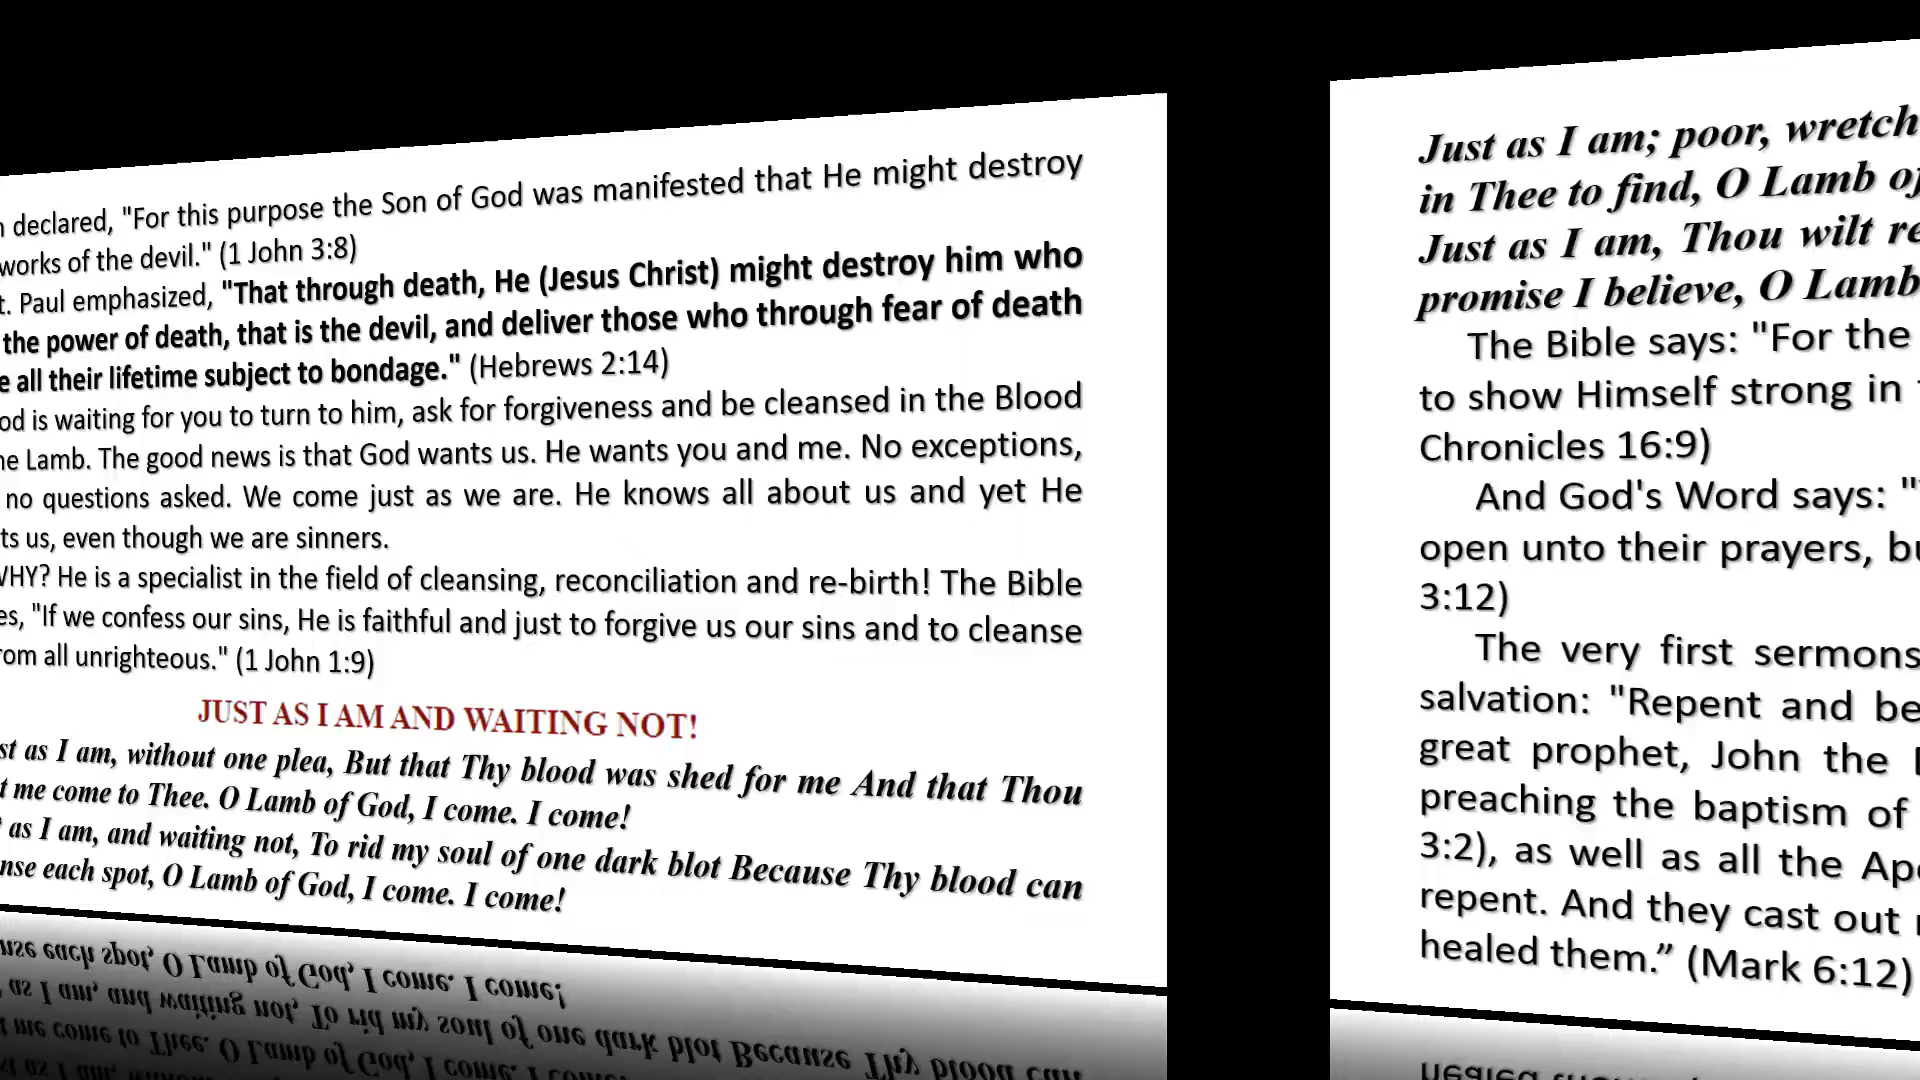 declared, "For this purpose the Son of God was manifested that He might destroy
works of the devil." (1 John 3:8)
t. Paul emphasized, "That through death, He (Jesus Christ) might destroy him who
the power of death, that is the devil, and deliver those who through fear of death
all their lifetime subject to bondage." (Hebrews 2:14)
od is waiting for you to turn to him, ask for forgiveness and be cleansed in the Blood
he Lamb. The good news is that God wants us. He wants you and me. No exceptions,
no questions asked. We come just as we are. He knows all about us and yet He
ts us, even though we are sinners.
WHY? He is a specialist in the field of cleansing, reconciliation and re-birth! The Bible
es, "If we confess our sins, He is faithful and just to forgive us our sins and to cleanse
rom all unrighteous." (1 John 1:9)
JUST AS I AM AND WAITING NOT!
st as I am, without one plea, But that Thy blood was shed for me And that Thou
t me come to Thee. O Lamb of God, I come. I come!
as I am, and waiting not, To rid my soul of one dark blot Because Thy blood can
nse each spot, O Lamb of God, I come. I come!
Just as I am; poor, wretch
in Thee to find, O Lamb of
Just as I am, Thou wilt re
promise I believe, O Lamb
The Bible says: "For the
to show Himself strong in
Chronicles 16:9)
And God's Word says: "
open unto their prayers, bu
3:12)
The very first sermons
salvation: "Repent and be
great prophet, John the
preaching the baptism of
3:2), as well as all the Apo
repent. And they cast out
healed them.” (Mark 6:12)